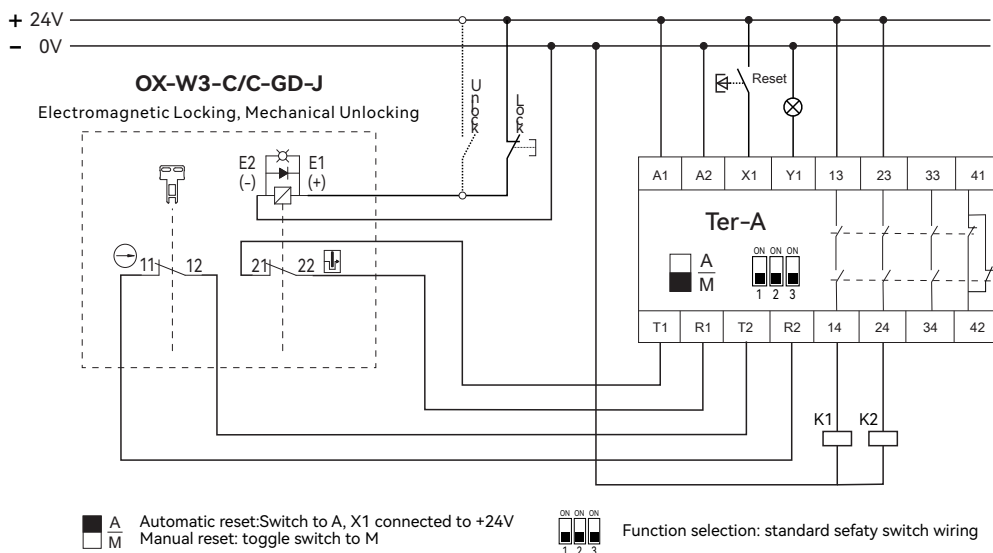 + 24V
− 0V
OX-W3-C/C-GD-J
Electromagnetic Locking, Mechanical Unlocking
Unlock
Lock
Reset
E2 E1
(-) (+)
A1 A2 X1 Y1 13 23 33 41
Ter-A
A
M
ON ON ON
1 2 3
11 12
21 22
T1 R1 T2 R2 14 24 34 42
K1 K2
A
M
Automatic reset:Switch to A, X1 connected to +24V
Manual reset: toggle switch to M
ON ON ON
1 2 3
Function selection: standard sefaty switch wiring